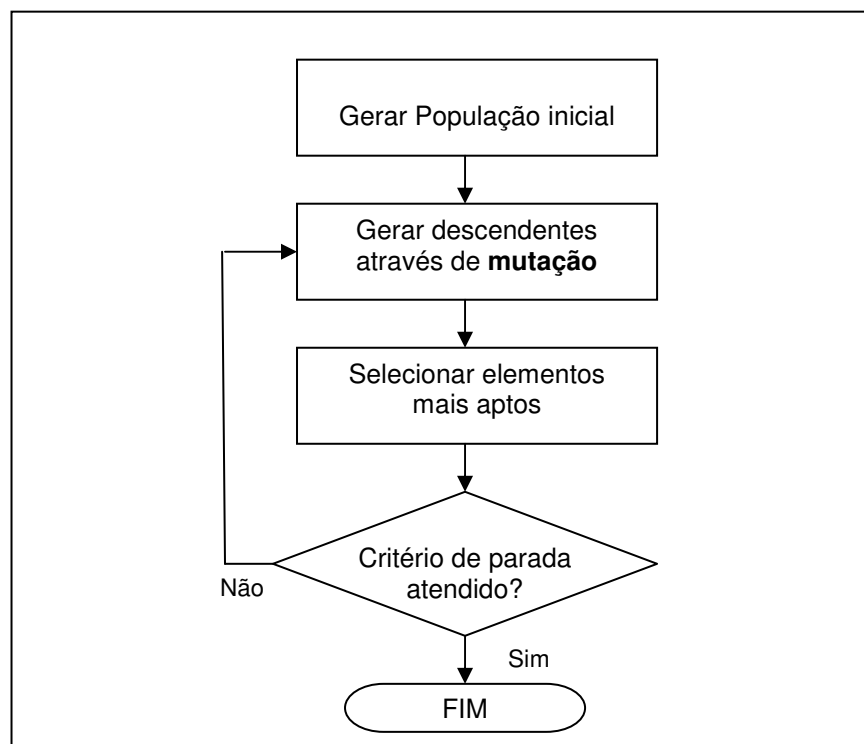 Gerar População inicial
Gerar descendentes
através de mutação
Selecionar elementos
mais aptos
Critério de parada
atendido?
Não
Sim
FIM